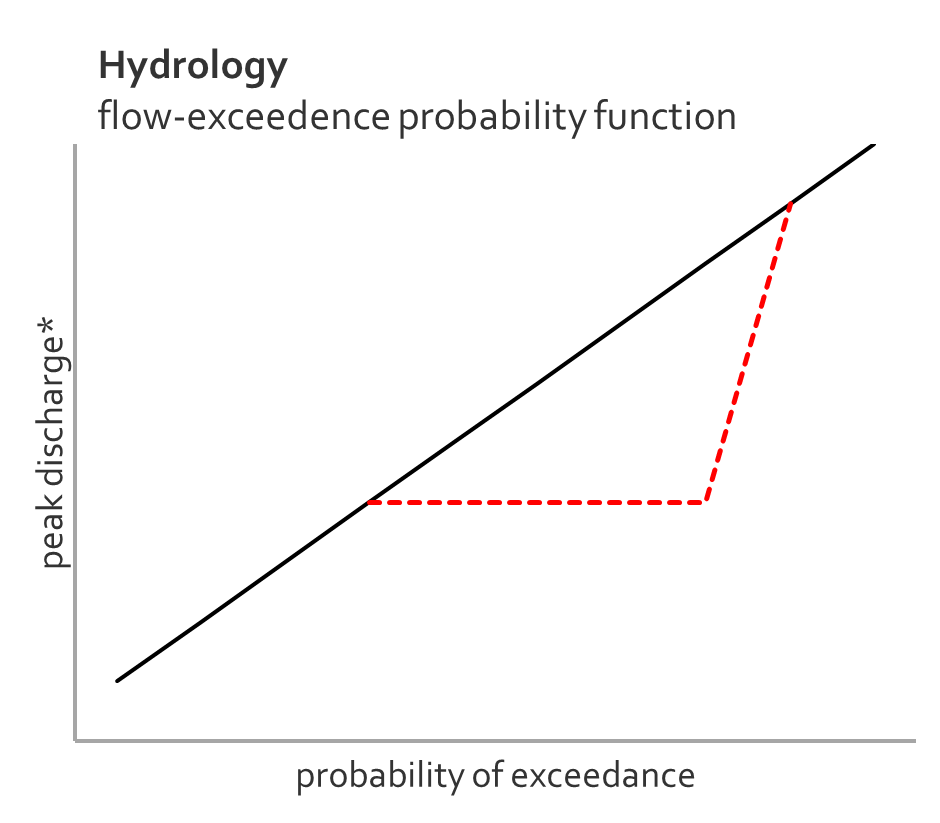 Hydrology
flow-exceedence probability function
peak discharge*
probability of exceedance